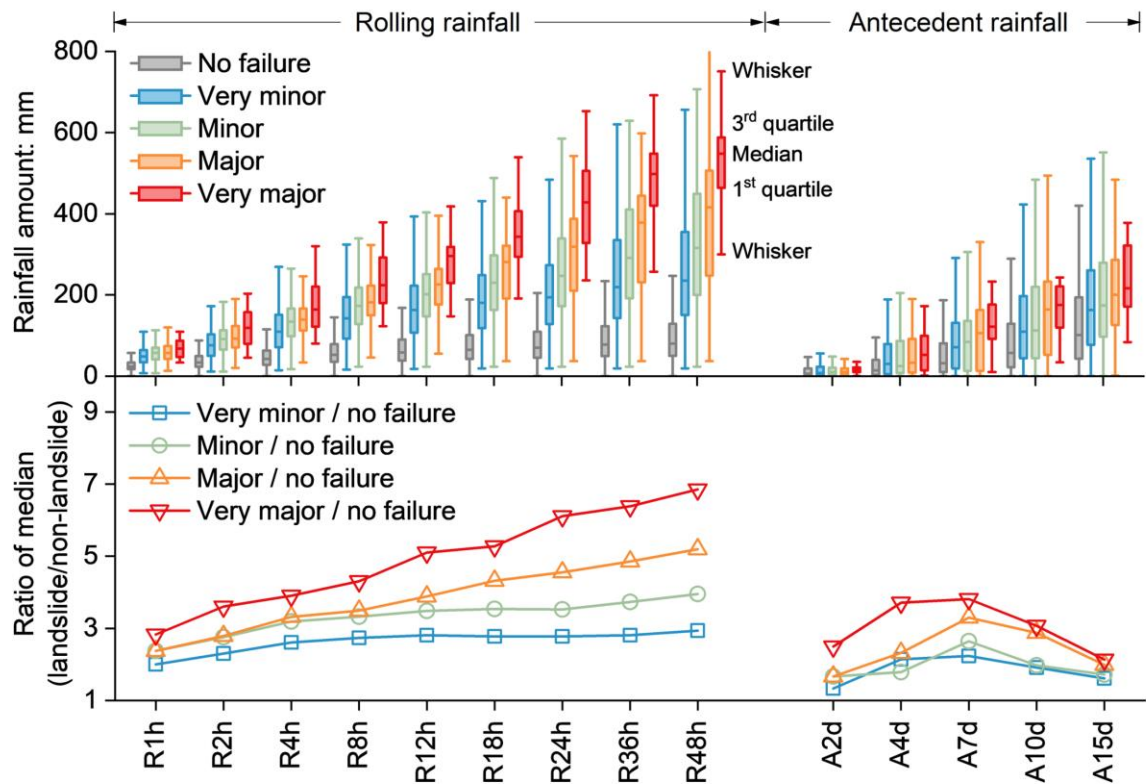 Rolling rainfall
Antecedent rainfall
Rainfall amount: mm
800
600
400
200
0
No failure
Very minor
Minor
Major
Very major
Whisker
3rd quartile
Median
1st quartile
Whisker
Ratio of median
(landslide/non-landslide)
9
7
5
3
1
Very minor / no failure
Minor / no failure
Major / no failure
Very major / no failure
R1h
R2h
R4h
R8h
R12h
R18h
R24h
R36h
R48h
A2d
A4d
A7d
A10d
A15d